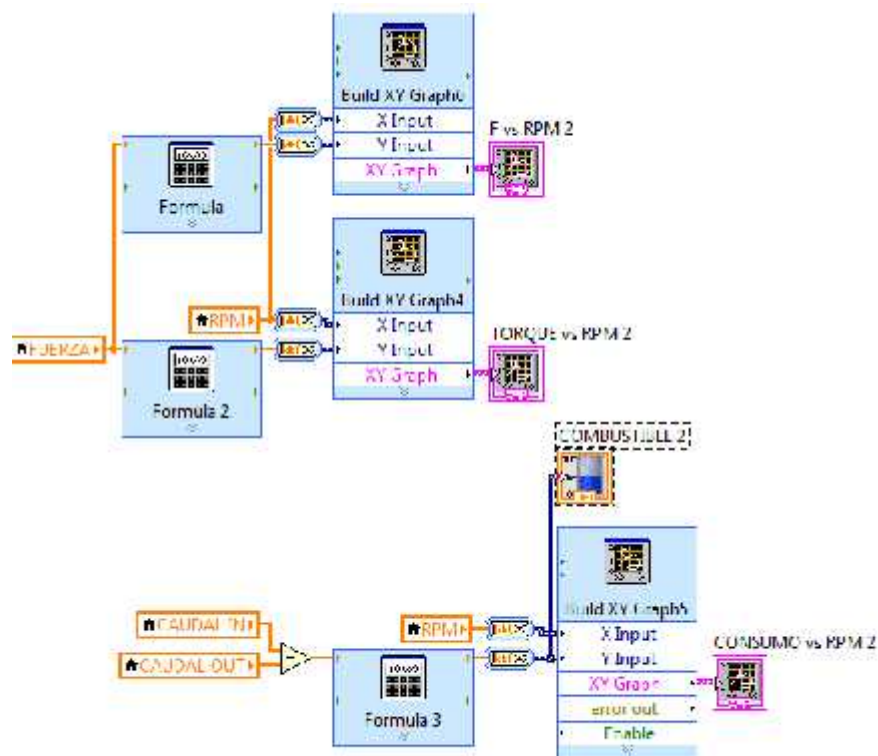 Build XY Graph6
X Input
Y Input
XY Graph
F vs RPM 2
Formula
Build XY Graph4
RPM
X Input
Y Input
XY Graph
TORQUE vs RPM 2
FUERZA
Formula 2
COMBUSTIBLE 2
Build XY Graph5
CAUDAL IN
RPM
X Input
CAUDAL OUT
Y Input
CONSUMO vs RPM 2
XY Graph
error out
Formula 3
Enable